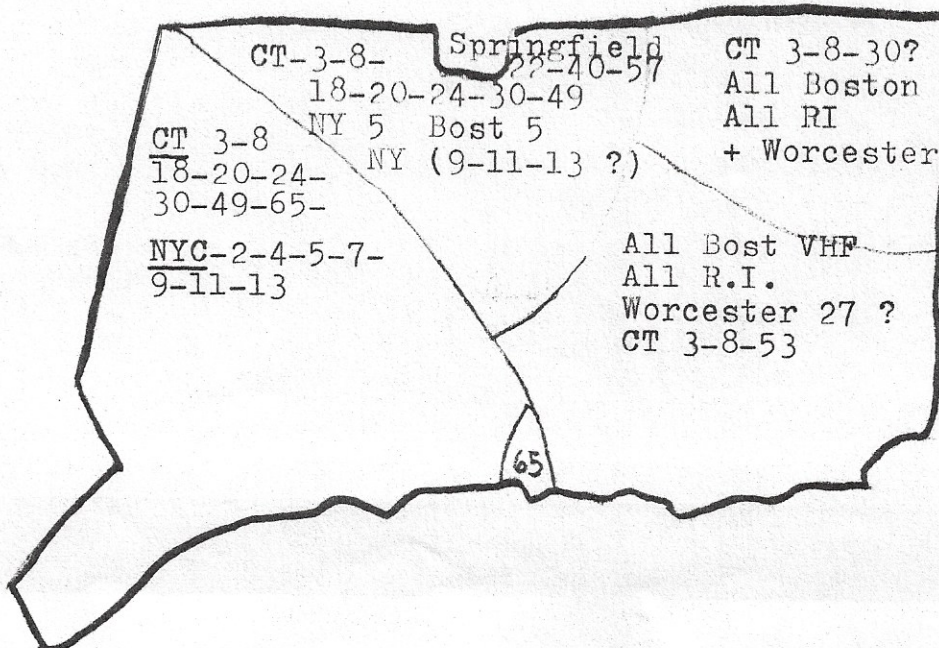 CT-3-8-
Springfield
22-40-57
18-20-24-30-49
NY 5 Bost 5
NY (9-11-13 ?)
CT 3-8-30?
All Boston
All RI
+ Worcester
CT 3-8
18-20-24-
30-49-65-
NYC-2-4-5-7-
9-11-13
All Bost VHF
All R.I.
Worcester 27 ?
CT 3-8-53
65